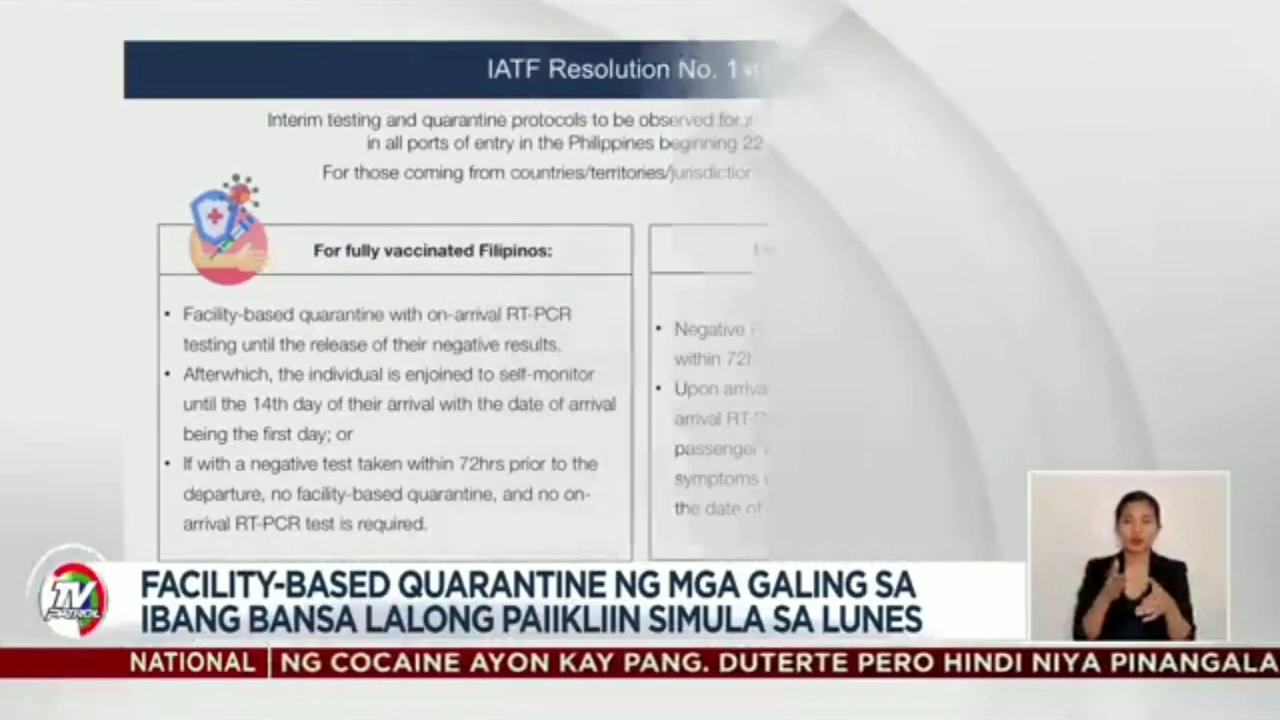 IATF Resolution No. 1
Interim testing and quarantine protocols to be observed for
in all ports of entry in the Philippines beginning 22
For those coming from countries/territories/jurisdiction
For fully vaccinated Filipinos:
• Facility-based quarantine with on-arrival RT-PCR
testing until the release of their negative results.
• Afterwhich, the individual is enjoined to self-monitor
until the 14th day of their arrival with the date of arrival
being the first day; or
• If with a negative test taken within 72hrs prior to the
departure, no facility-based quarantine, and no on-
arrival RT-PCR test is required.
• Negative
within 72h
• Upon arriva
arrival RT-
passenger
symptoms
the date of
TV
PATROL
FACILITY-BASED QUARANTINE NG MGA GALING SA
IBANG BANSA LALONG PAIIKLIIN SIMULA SA LUNES
NATIONAL NG COCAINE AYON KAY PANG. DUTERTE PERO HINDI NIYA PINANGALA